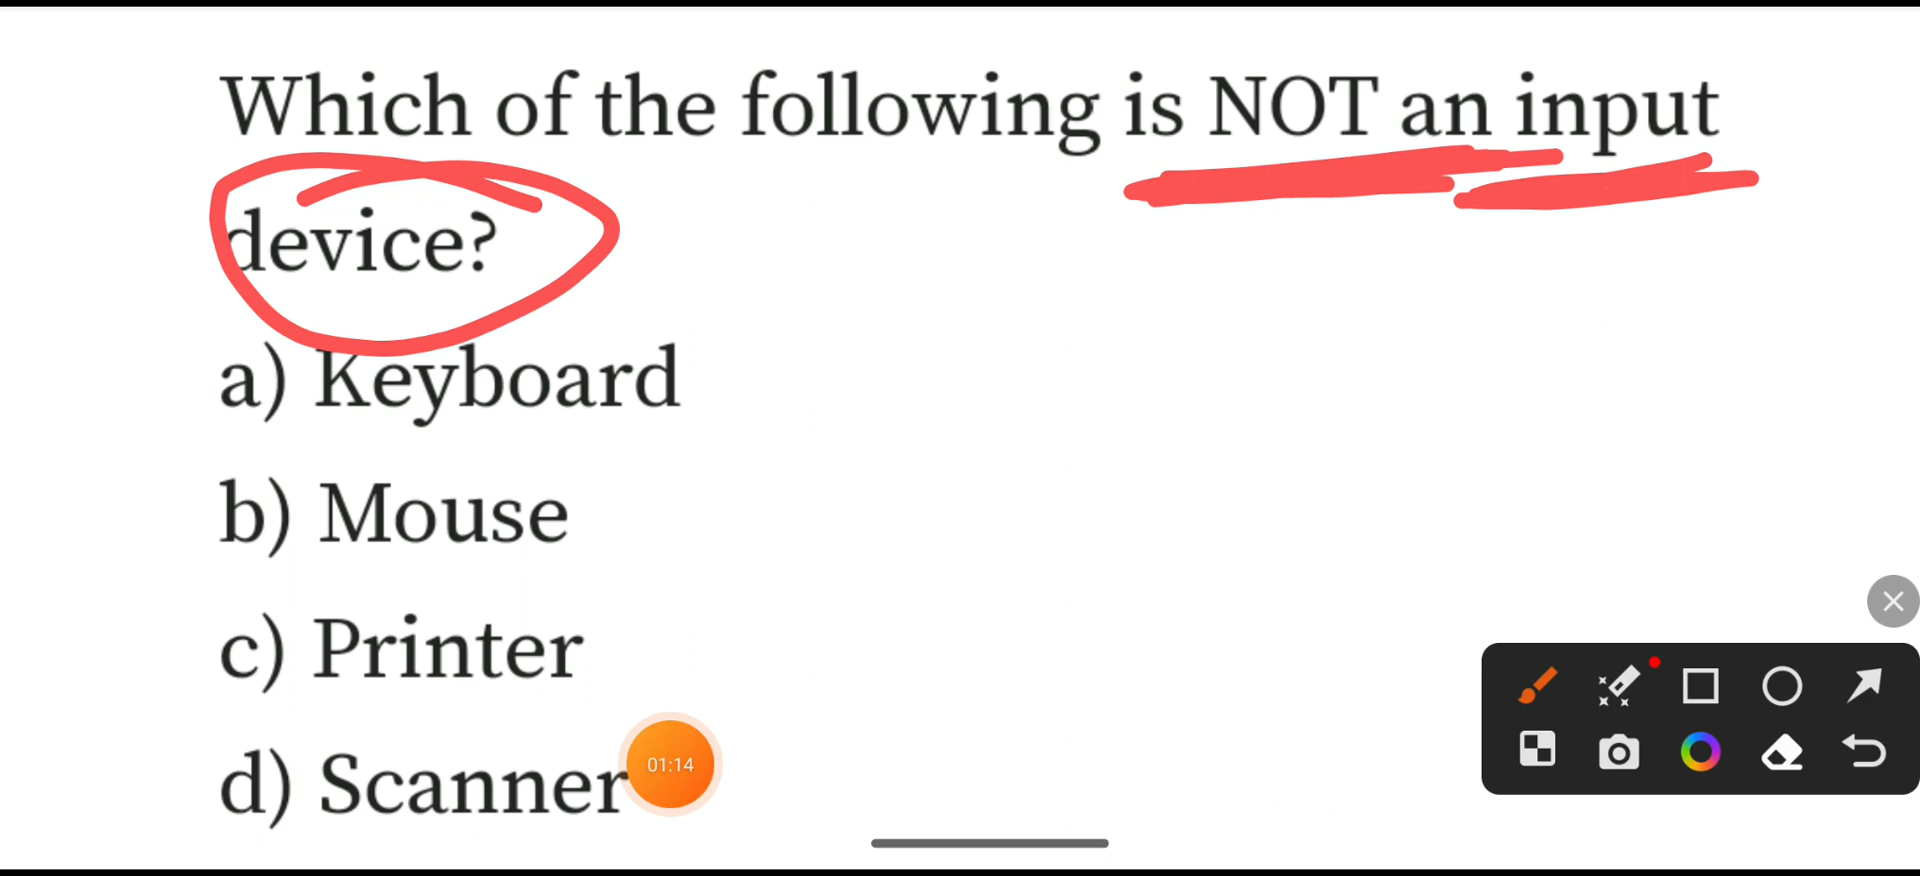 Which of the following is NOT an input
device?
a) Keyboard
b) Mouse
c) Printer
d) Scanner
01:14